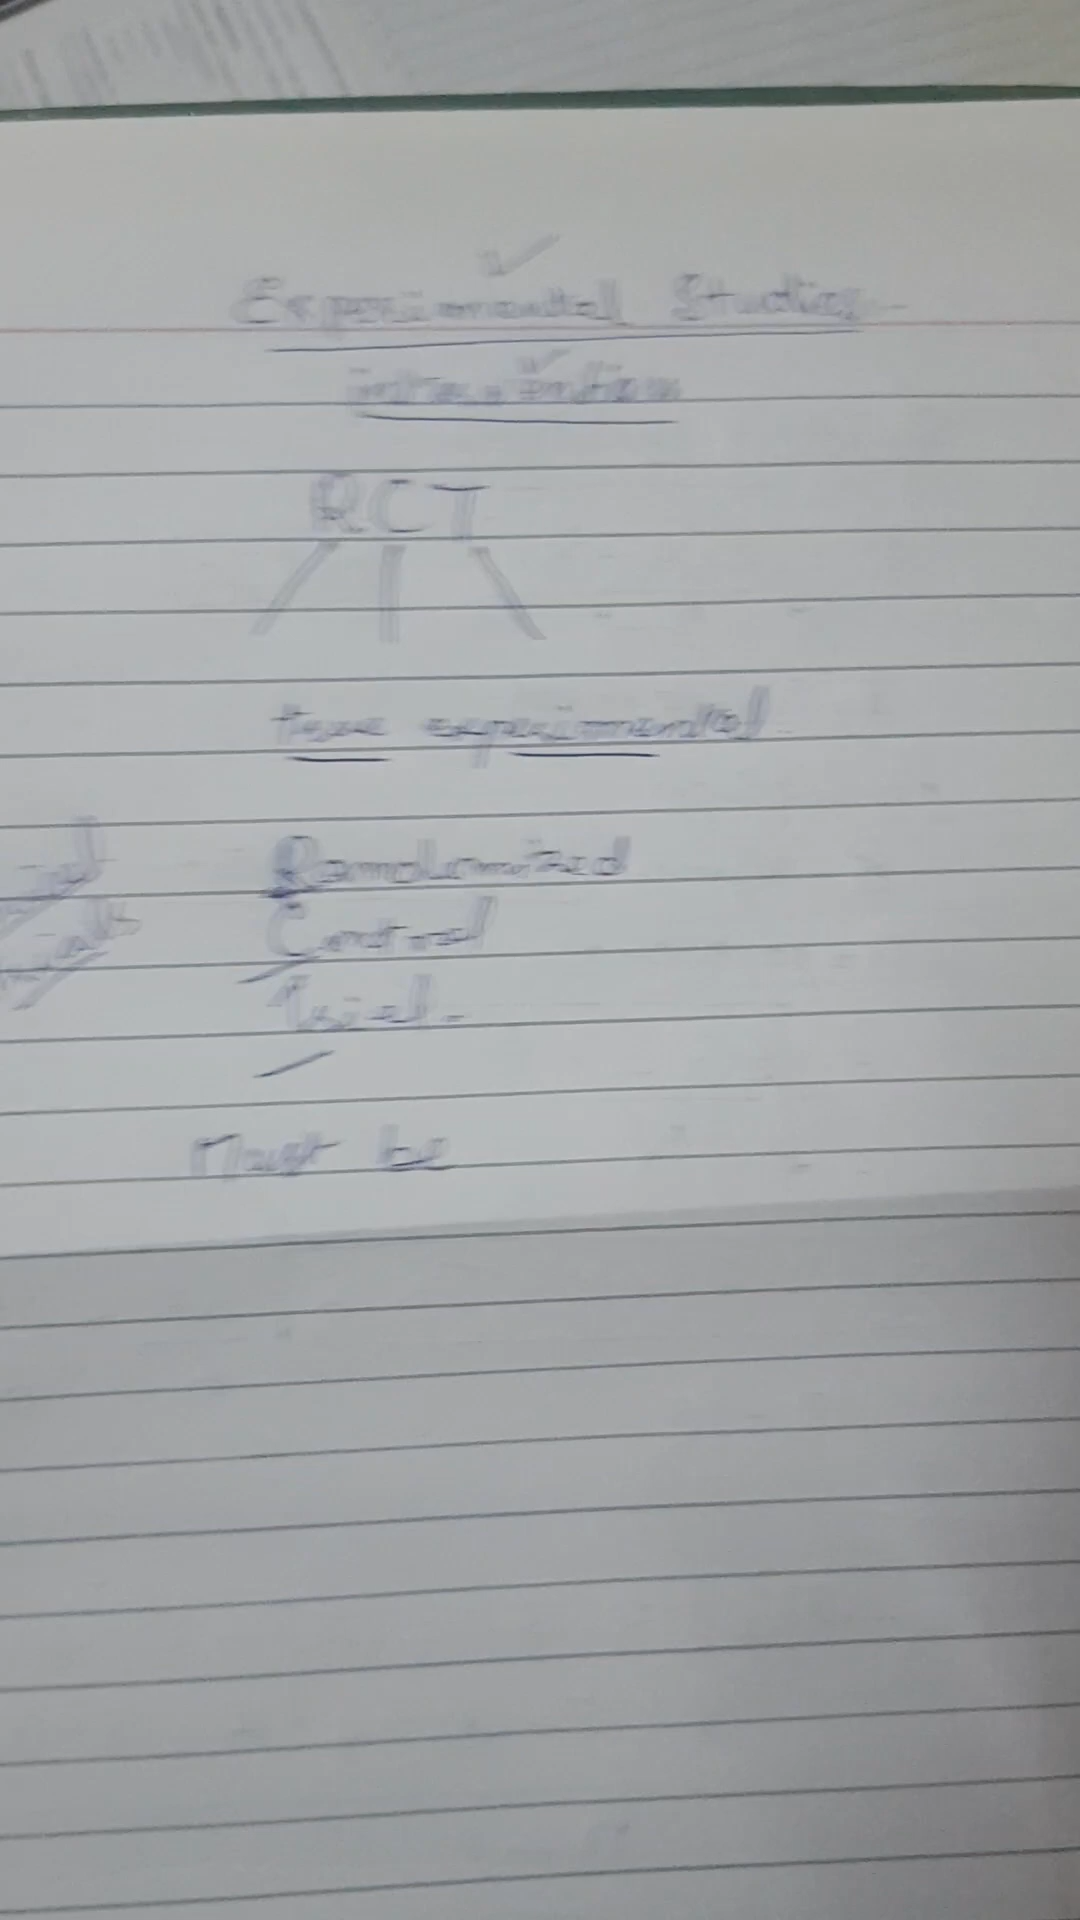 Experimental Studies
intervention
RCT
true experimental
Randomized
Control
Trial.
Must be